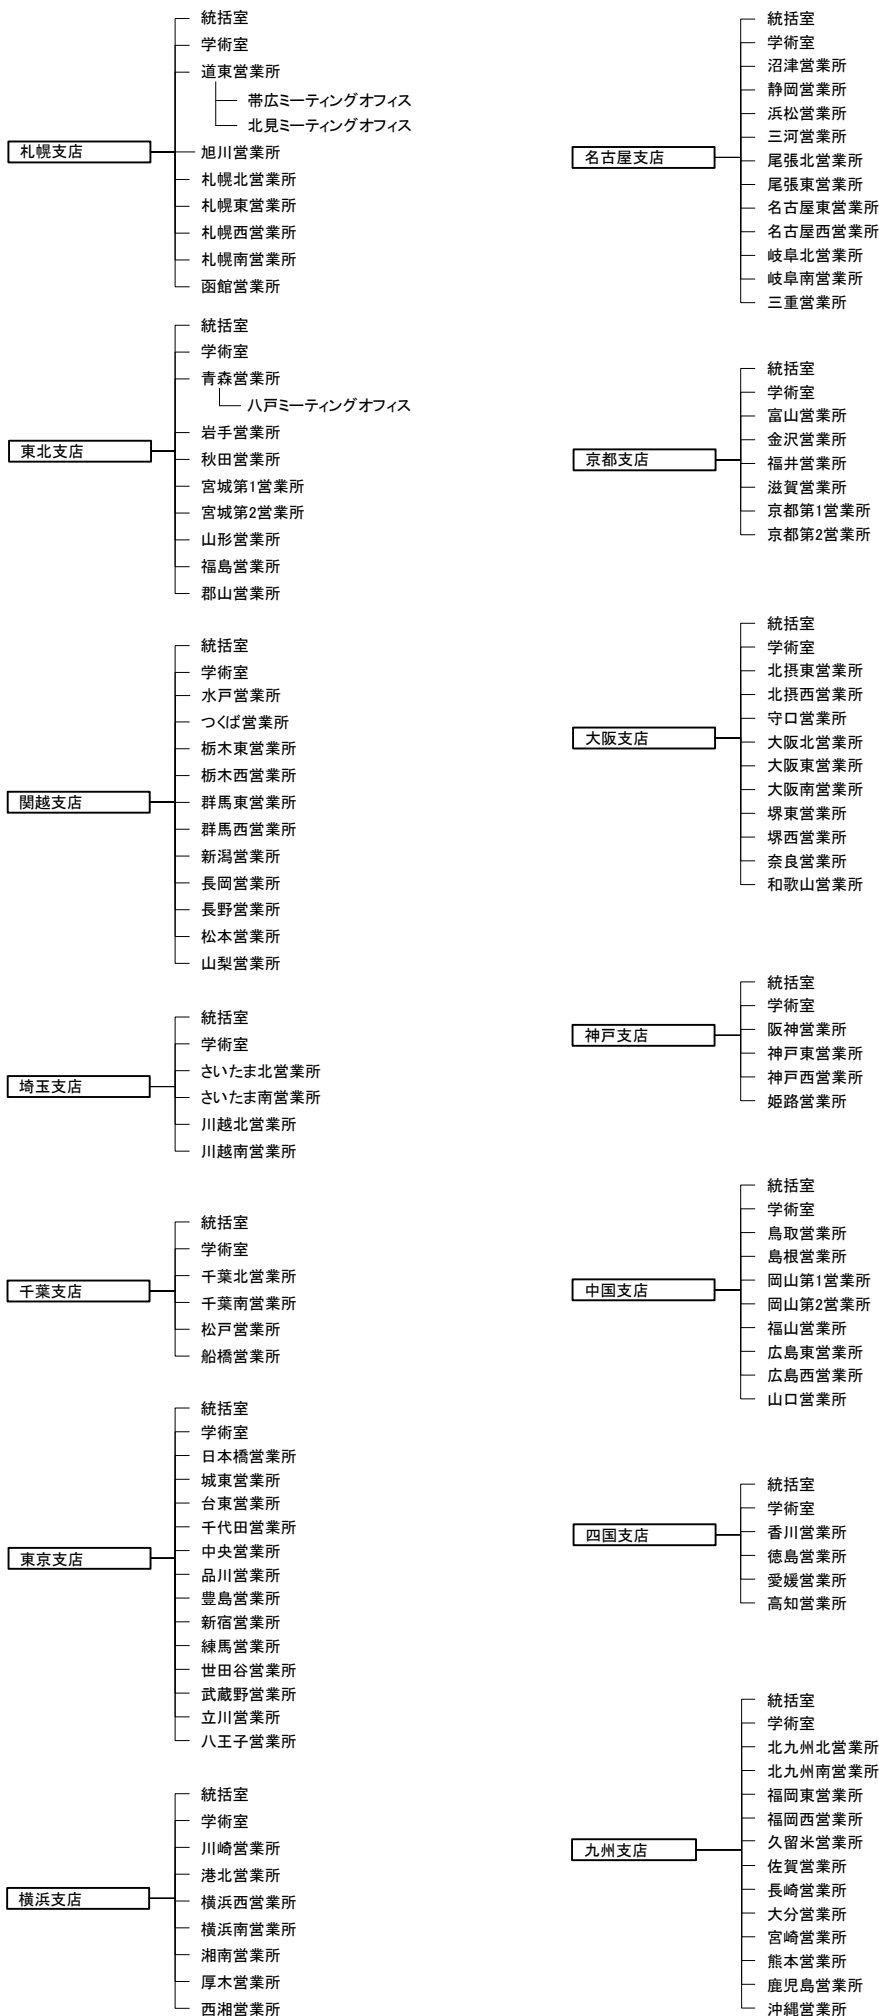 札幌支店
統括室
学術室
道東営業所
帯広ミーティングオフィス
北見ミーティングオフィス
旭川営業所
札幌北営業所
札幌東営業所
札幌西営業所
札幌南営業所
函館営業所
東北支店
統括室
学術室
青森営業所
八戸ミーティングオフィス
岩手営業所
秋田営業所
宮城第1営業所
宮城第2営業所
山形営業所
福島営業所
郡山営業所
関越支店
統括室
学術室
水戸営業所
つくば営業所
栃木東営業所
栃木西営業所
群馬東営業所
群馬西営業所
新潟営業所
長岡営業所
長野営業所
松本営業所
山梨営業所
埼玉支店
統括室
学術室
さいたま北営業所
さいたま南営業所
川越北営業所
川越南営業所
千葉支店
統括室
学術室
千葉北営業所
千葉南営業所
松戸営業所
船橋営業所
東京支店
統括室
学術室
日本橋営業所
城東営業所
台東営業所
千代田営業所
中央営業所
品川営業所
豊島営業所
新宿営業所
練馬営業所
世田谷営業所
武蔵野営業所
立川営業所
八王子営業所
横浜支店
統括室
学術室
川崎営業所
港北営業所
横浜西営業所
横浜南営業所
湘南営業所
厚木営業所
西湘営業所
名古屋支店
統括室
学術室
沼津営業所
静岡営業所
浜松営業所
三河営業所
尾張北営業所
尾張東営業所
名古屋東営業所
名古屋西営業所
岐阜北営業所
岐阜南営業所
三重営業所
京都支店
統括室
学術室
富山営業所
金沢営業所
福井営業所
滋賀営業所
京都第1営業所
京都第2営業所
大阪支店
統括室
学術室
北摂東営業所
北摂西営業所
守口営業所
大阪北営業所
大阪東営業所
大阪南営業所
堺東営業所
堺西営業所
奈良営業所
和歌山営業所
神戸支店
統括室
学術室
阪神営業所
神戸東営業所
神戸西営業所
姫路営業所
中国支店
統括室
学術室
鳥取営業所
島根営業所
岡山第1営業所
岡山第2営業所
福山営業所
広島東営業所
広島西営業所
山口営業所
四国支店
統括室
学術室
香川営業所
徳島営業所
愛媛営業所
高知営業所
九州支店
統括室
学術室
北九州北営業所
北九州南営業所
福岡東営業所
福岡西営業所
久留米営業所
佐賀営業所
長崎営業所
大分営業所
宮崎営業所
熊本営業所
鹿児島営業所
沖縄営業所